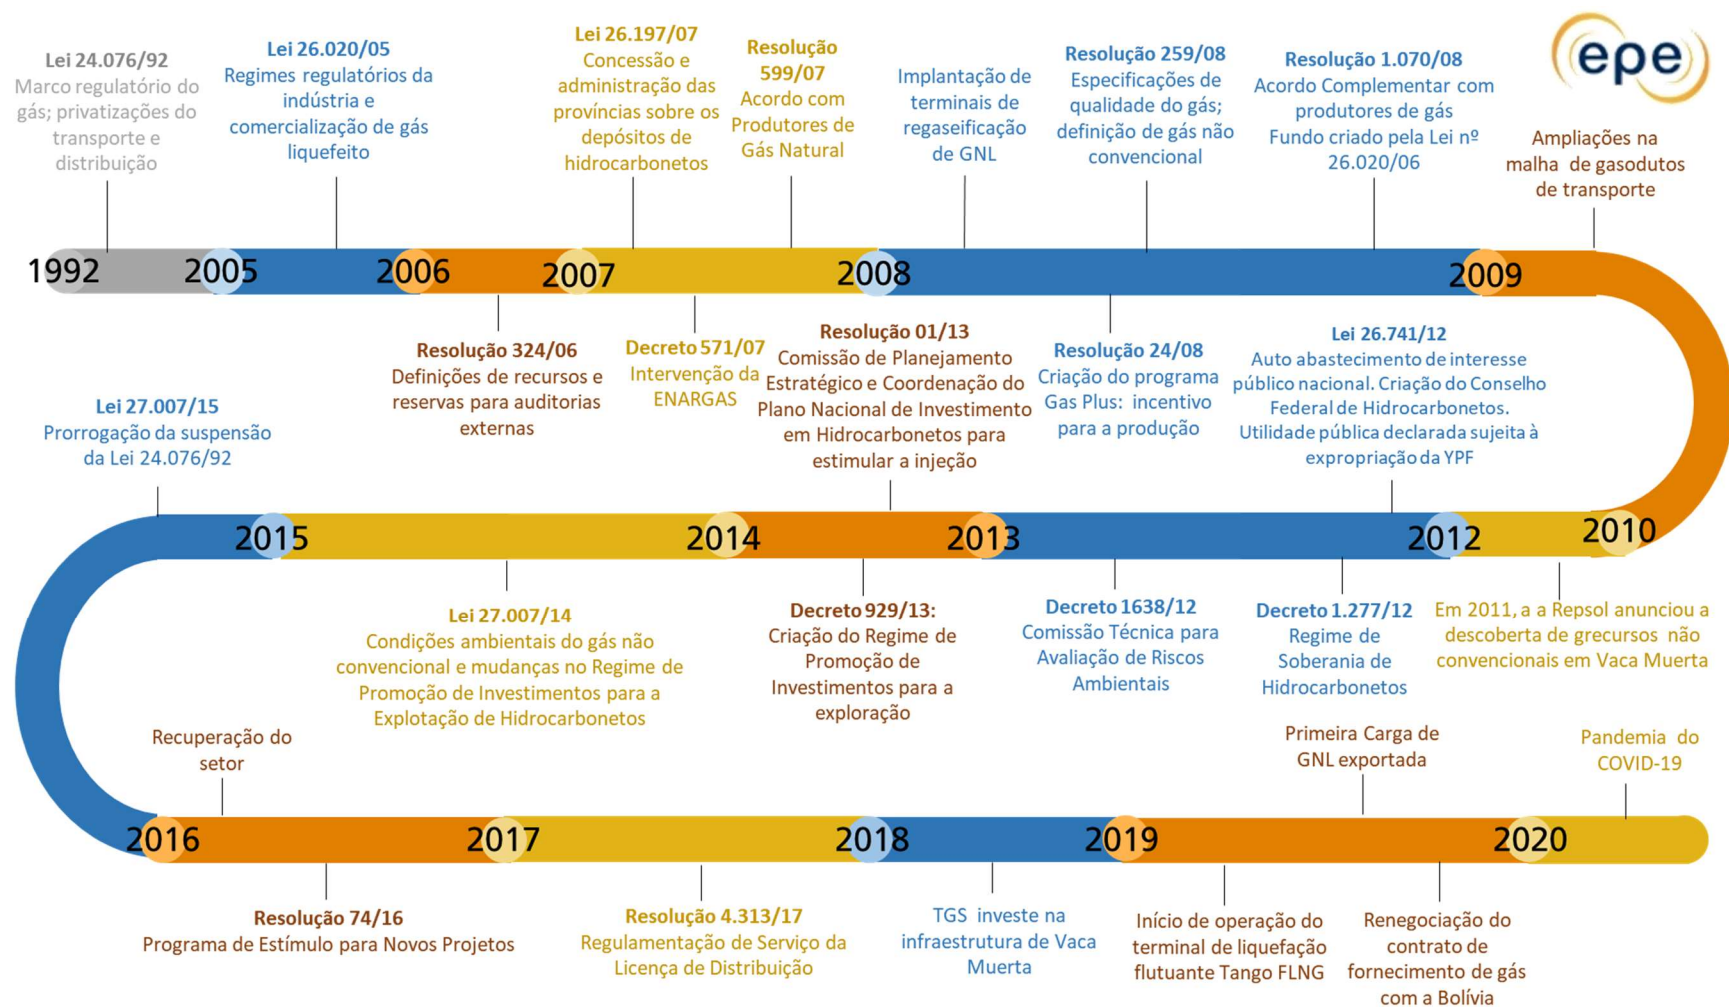 Lei 24.076/92
Marco regulatório do
gás; privatizações do
transporte e
distribuição
Lei 26.020/05
Regimes regulatórios da
indústria e
comercialização de gás
liquefeito
Lei 26.197/07
Concessão e
administração das
províncias sobre os
depósitos de
hidrocarbonetos
Resolução
599/07
Acordo com
Produtores de
Gás Natural
Implantação de
terminais de
regaseificação
de GNL
Resolução 259/08
Especificações de
qualidade do gás;
definição de gás não
convencional
Resolução 1.070/08
Acordo Complementar com
produtores de gás
Fundo criado pela Lei nº
26.020/06
epe
Ampliações na
malha de gasodutos
de transporte
1992
2005
2006
2007
2008
2009
Resolução 324/06
Definições de recursos e
reservas para auditorias
externas
Decreto 571/07
Intervenção da
ENARGAS
Resolução 01/13
Comissão de Planejamento
Estratégico e Coordenação do
Plano Nacional de Investimento
em Hidrocarbonetos para
estimular a injeção
Resolução 24/08
Criação do programa
Gas Plus: incentivo
para a produção
Lei 26.741/12
Auto abastecimento de interesse
público nacional. Criação do Conselho
Federal de Hidrocarbonetos.
Utilidade pública declarada sujeita à
expropriação da YPF
Lei 27.007/15
Prorrogação da suspensão
da Lei 24.076/92
2015
2014
2013
2012
2010
Lei 27.007/14
Condições ambientais do gás não
convencional e mudanças no Regime de
Promoção de Investimentos para a
Explotação de Hidrocarbonetos
Decreto 929/13:
Criação do Regime de
Promoção de
Investimentos para a
exploração
Decreto 1638/12
Comissão Técnica para
Avaliação de Riscos
Ambientais
Decreto 1.277/12
Regime de
Soberania de
Hidrocarbonetos
Em 2011, a a Repsol anunciou a
descoberta de grecursos não
convencionais em Vaca Muerta
Recuperação do
setor
Primeira Carga de
GNL exportada
Pandemia do
COVID-19
2016
2017
2018
2019
2020
Resolução 74/16
Programa de Estímulo para Novos Projetos
Resolução 4.313/17
Regulamentação de Serviço da
Licença de Distribuição
TGS investe na
infraestrutura de Vaca
Muerta
Início de operação do
terminal de liquefação
flutuante Tango FLNG
Renegociação do
contrato de
fornecimento de gás
com a Bolívia